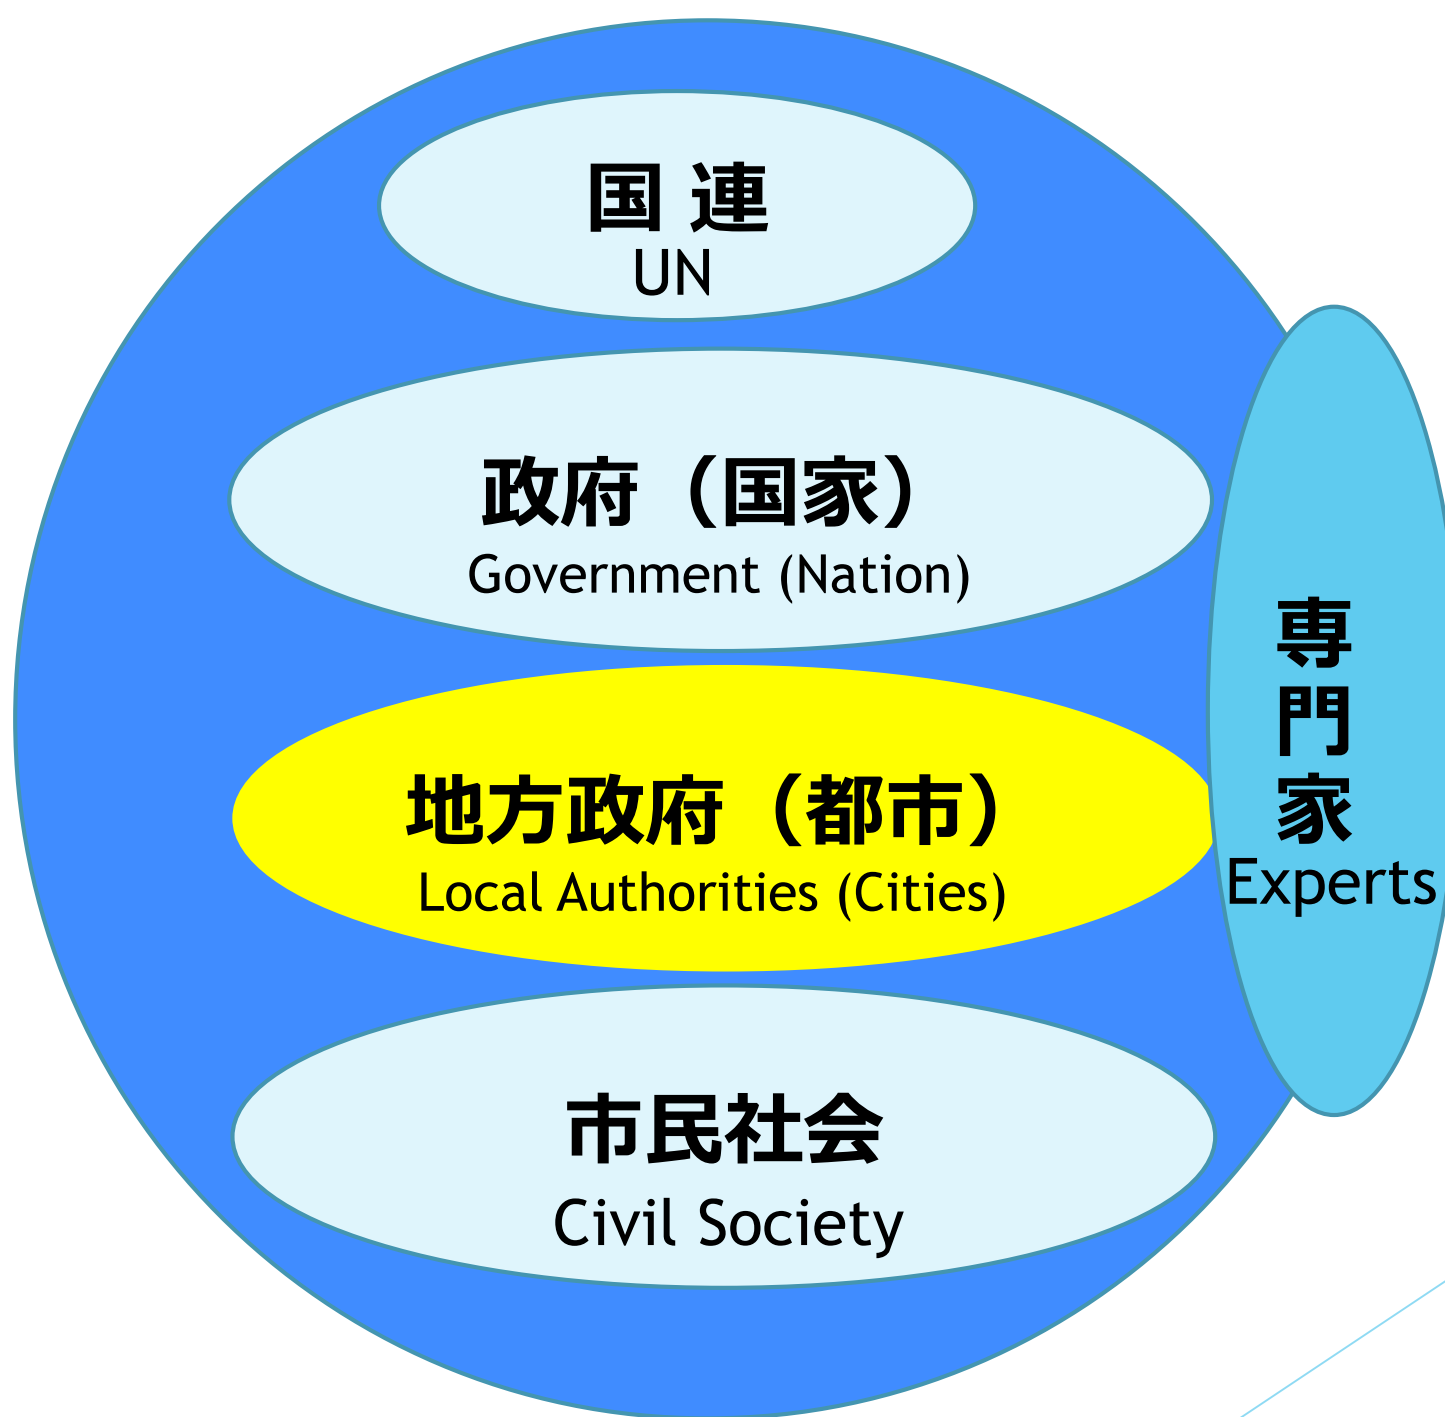 国 連
UN
政府（国家）
Government (Nation)
地方政府（都市）
Local Authorities (Cities)
市民社会
Civil Society
専
門
家
Experts